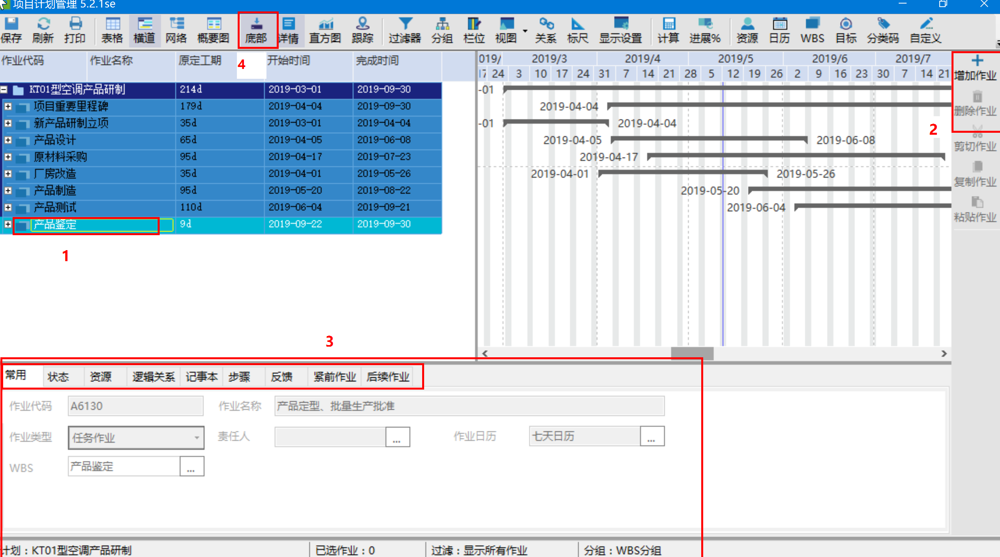 项目计划管理 5.2.1se
保存 刷新 打印 表格 横道 网络 概要图 底部 详情 直方图 跟踪 过滤器 分组 栏位 视图 关系 标尺 显示设置 计算 进展% 资源 日历 WBS 目标 分类码 自定义
作业代码 作业名称 原定工期 4 开始时间 完成时间
019/ 2019/3 2019/4 2019/5 2019/6 2019/7
17 24 3 10 17 24 31 7 14 21 28 5 12 19 26 2 9 16 23 30 7 14 21
KT01型空调产品研制 214d 2019-03-01 2019-09-30 -01
项目重要里程碑 179d 2019-04-04 2019-09-30 2019-04-04
新产品研制立项 35d 2019-03-01 2019-04-04 -01 2019-04-04
产品设计 65d 2019-04-05 2019-06-08 2019-04-05 2019-06-08
原材料采购 95d 2019-04-17 2019-07-23 2019-04-17
厂房改造 35d 2019-04-01 2019-05-26 2019-04-01 2019-05-26
产品制造 95d 2019-05-20 2019-08-22 2019-05-20
产品测试 110d 2019-06-04 2019-09-21 2019-06-04
产品鉴定 9d 2019-09-22 2019-09-30
1
增加作业
删除作业
2
剪切作业
复制作业
粘贴作业
3
常用 状态 资源 逻辑关系 记事本 步骤 反馈 紧前作业 后续作业
作业代码 A6130 作业名称 产品定型、批量生产批准
作业类型 任务作业 责任人 ... 作业日历 七天日历 ...
WBS 产品鉴定 ...
计划：KT01型空调产品研制 已选作业：0 过滤：显示所有作业 分组：WBS分组